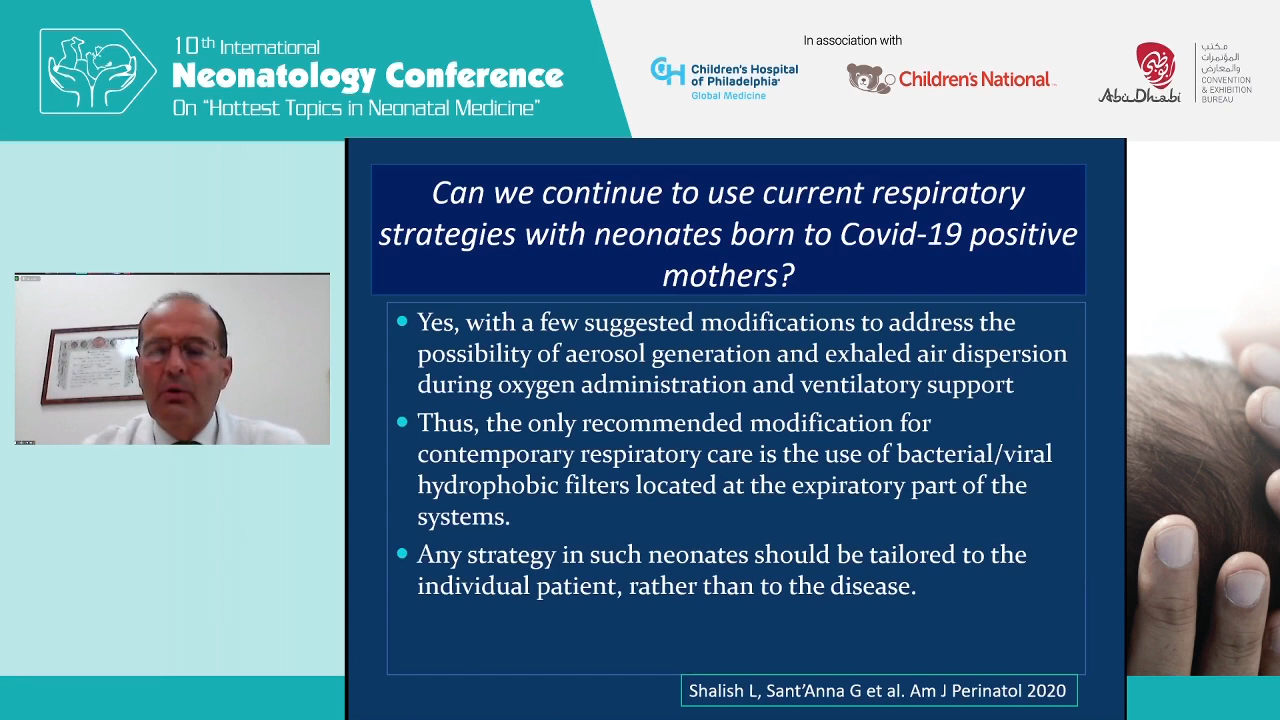 10th International
Neonatology Conference
On "Hottest Topics in Neonatal Medicine"
In association with
CH Children's Hospital
of Philadelphia
Global Medicine
Children's National
أبوظبي
Abu Dhabi
مكتب
المؤتمرات
والمعارض
CONVENTION
& EXHIBITION
BUREAU
Can we continue to use current respiratory
strategies with neonates born to Covid-19 positive
mothers?
Yes, with a few suggested modifications to address the
possibility of aerosol generation and exhaled air dispersion
during oxygen administration and ventilatory support
Thus, the only recommended modification for
contemporary respiratory care is the use of bacterial/viral
hydrophobic filters located at the expiratory part of the
systems.
Any strategy in such neonates should be tailored to the
individual patient, rather than to the disease.
Shalish L, Sant'Anna G et al. Am J Perinatol 2020